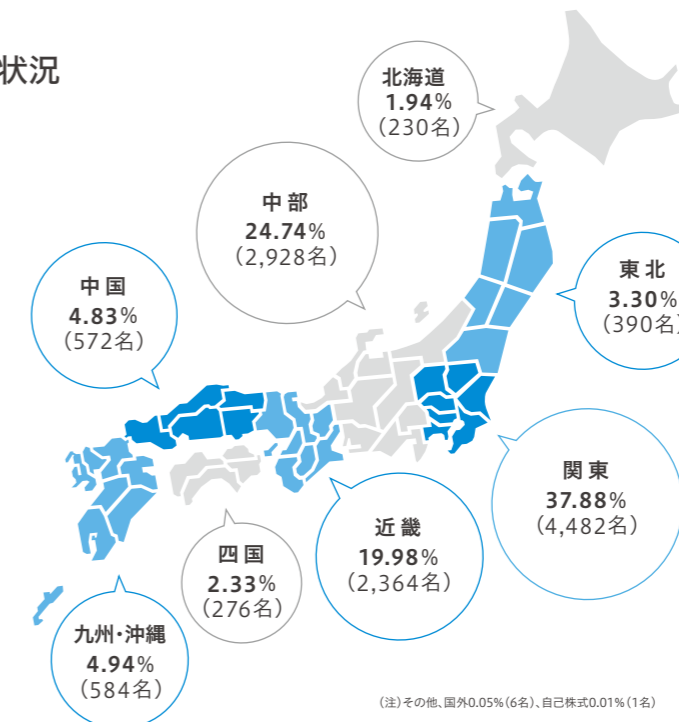 状況
北海道
1.94%
（230名）
中部
24.74%
（2,928名）
東北
3.30%
（390名）
中国
4.83%
（572名）
関東
37.88%
（4,482名）
近畿
19.98%
（2,364名）
四国
2.33%
（276名）
九州・沖縄
4.94%
（584名）
（注）その他、国外0.05%（6名）、自己株式0.01%（1名）